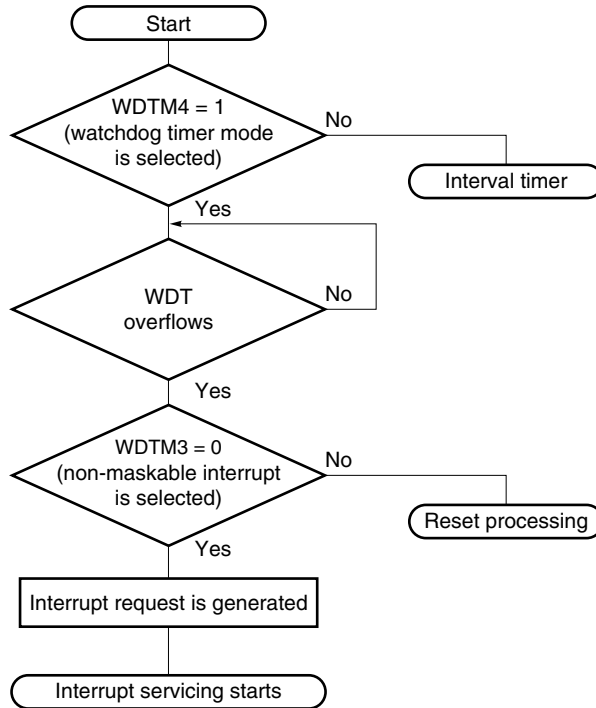 Start
WDTM4 = 1
(watchdog timer mode
is selected)
No
Interval timer
Yes
WDT
overflows
No
Yes
WDTM3 = 0
(non-maskable interrupt
is selected)
No
Reset processing
Yes
Interrupt request is generated
Interrupt servicing starts